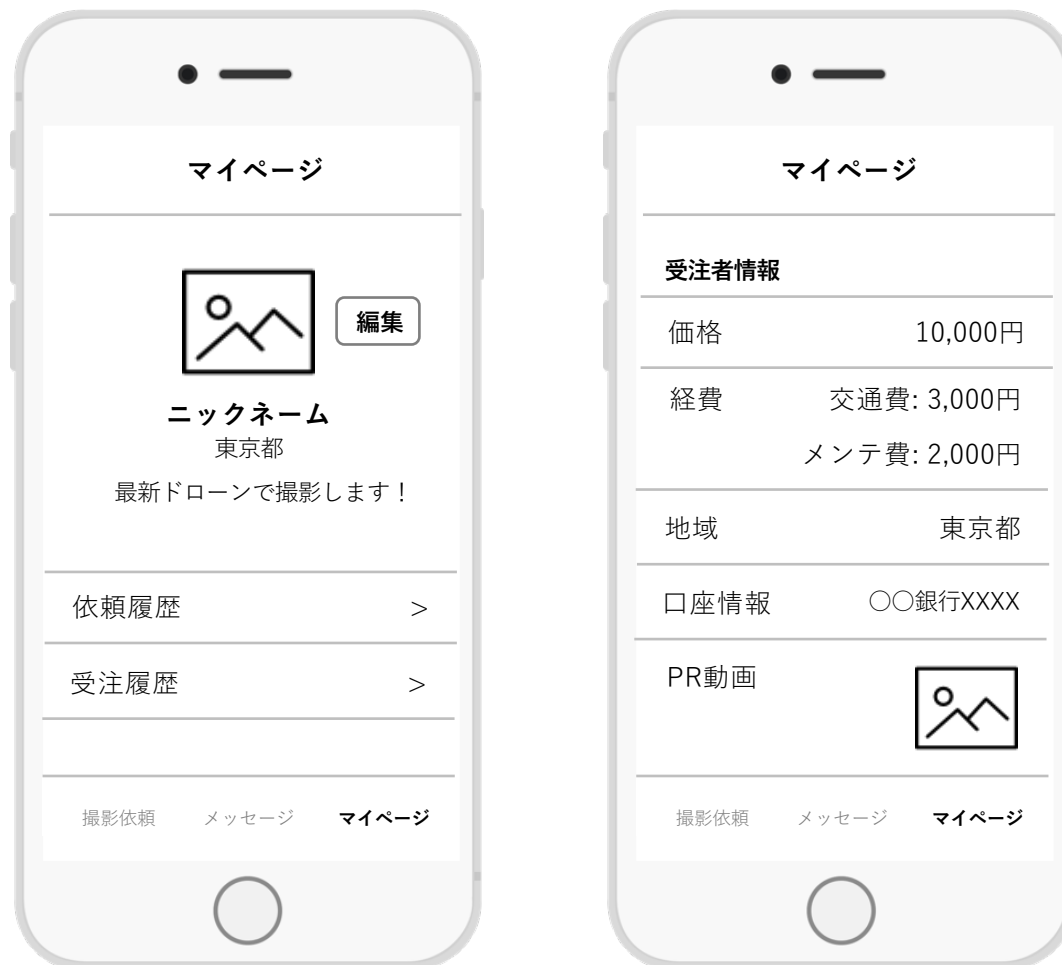 マイページ
編集
ニックネーム
東京都
最新ドローンで撮影します！
依頼履歴 >
受注履歴 >
撮影依頼 メッセージ マイページ
マイページ
受注者情報
価格 10,000円
経費 交通費: 3,000円
メンテ費: 2,000円
地域 東京都
口座情報 〇〇銀行XXXX
PR動画
撮影依頼 メッセージ マイページ